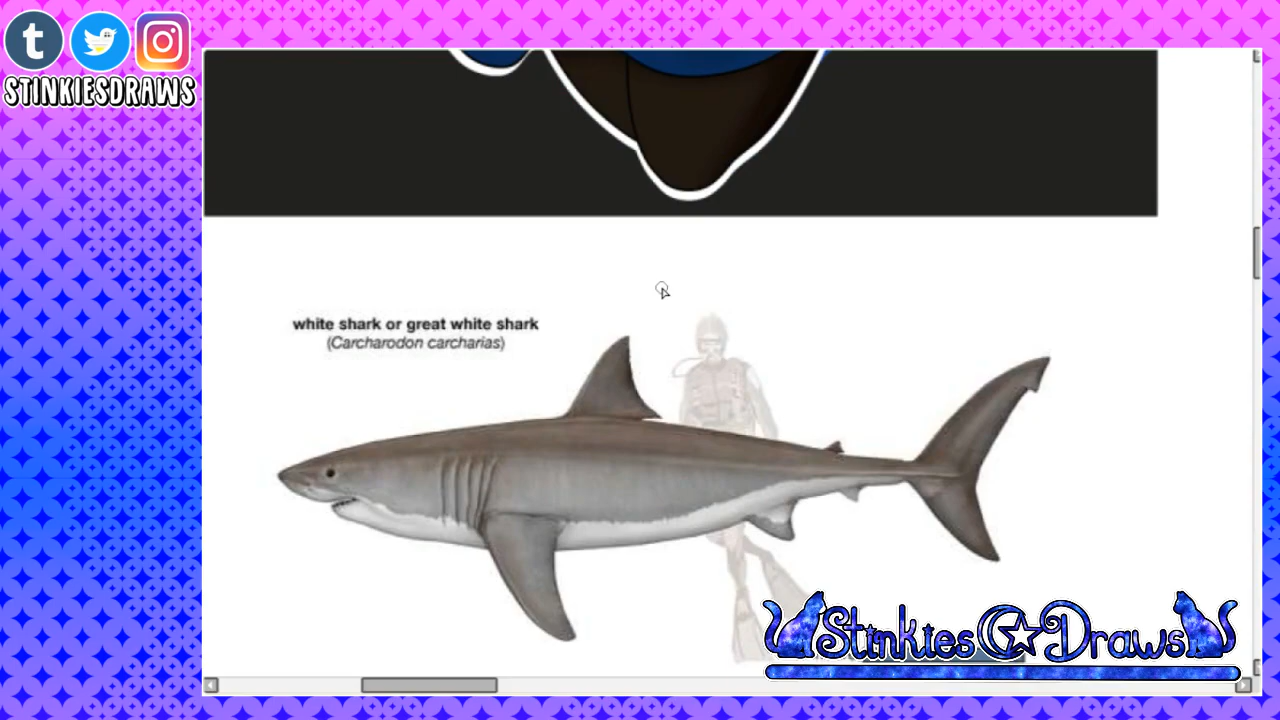 STINKIESDRAWS
white shark or great white shark
(Carcharodon carcharias)
Stinkies Draws